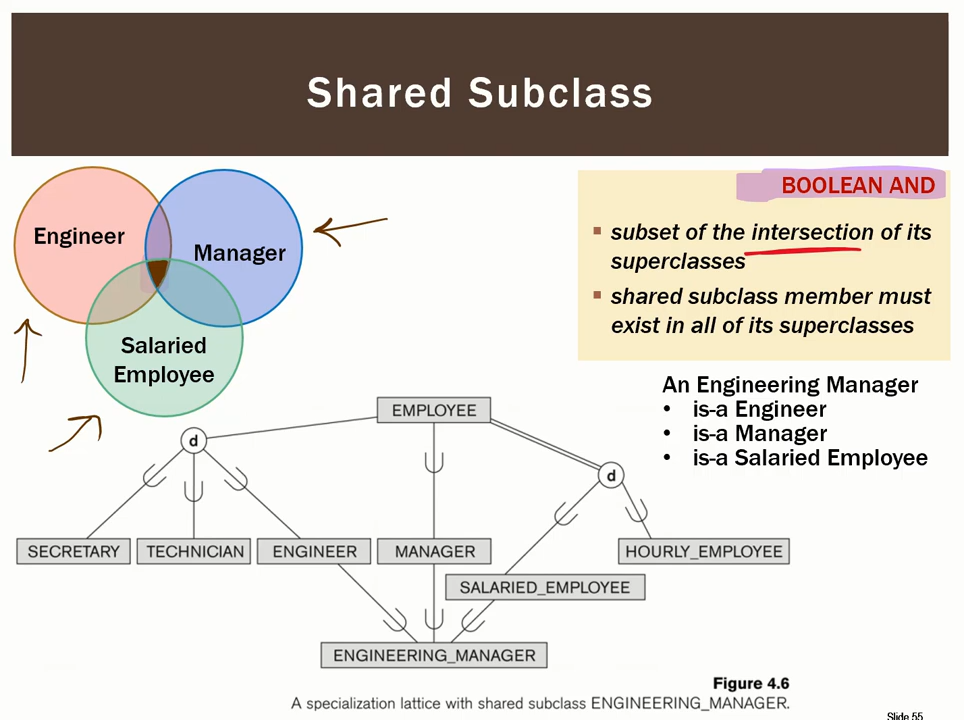 Shared Subclass
Engineer
Manager
Salaried
Employee
BOOLEAN AND
▪ subset of the intersection of its
superclasses
▪ shared subclass member must
exist in all of its superclasses
An Engineering Manager
• is-a Engineer
• is-a Manager
• is-a Salaried Employee
EMPLOYEE
d
d
SECRETARY
TECHNICIAN
ENGINEER
MANAGER
HOURLY_EMPLOYEE
SALARIED_EMPLOYEE
ENGINEERING_MANAGER
Figure 4.6
A specialization lattice with shared subclass ENGINEERING_MANAGER.
Slide 55